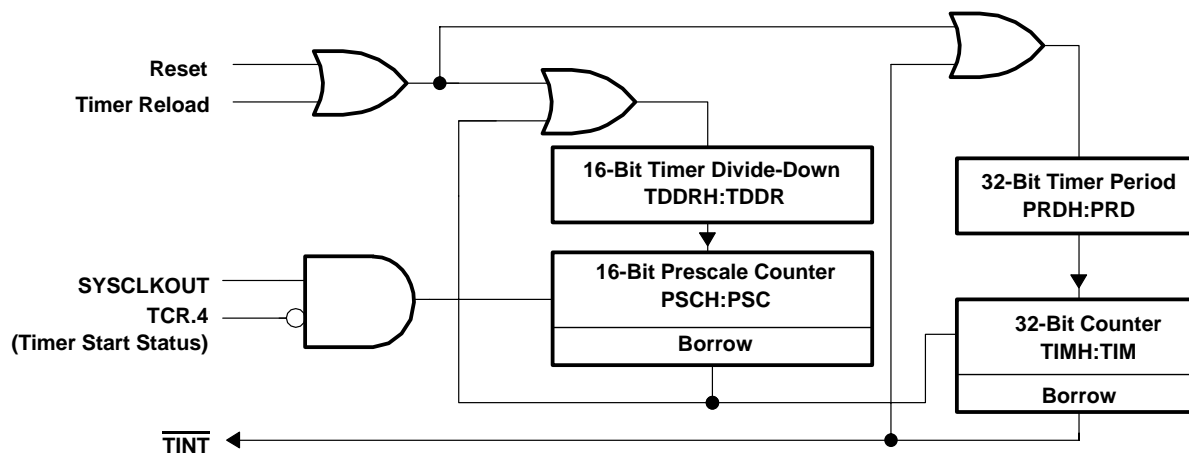 Reset
Timer Reload
16-Bit Timer Divide-Down
TDDRH:TDDR
32-Bit Timer Period
PRDH:PRD
SYSCLKOUT
TCR.4
(Timer Start Status)
16-Bit Prescale Counter
PSCH:PSC
Borrow
32-Bit Counter
TIMH:TIM
Borrow
TINT